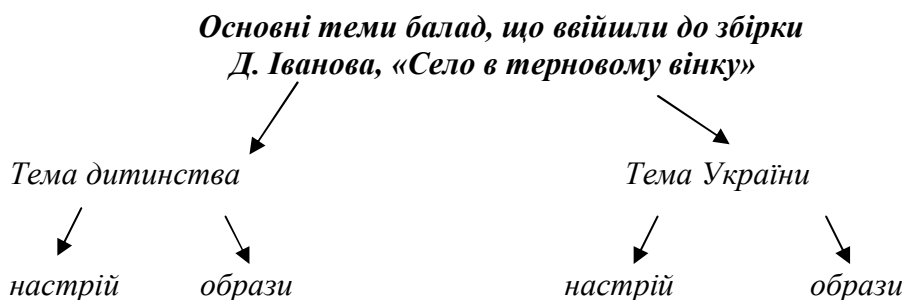 Основні теми балад, що ввійшли до збірки
Д. Іванова, «Село в терновому вінку»
Тема дитинства Тема України
настрій образи настрій образи